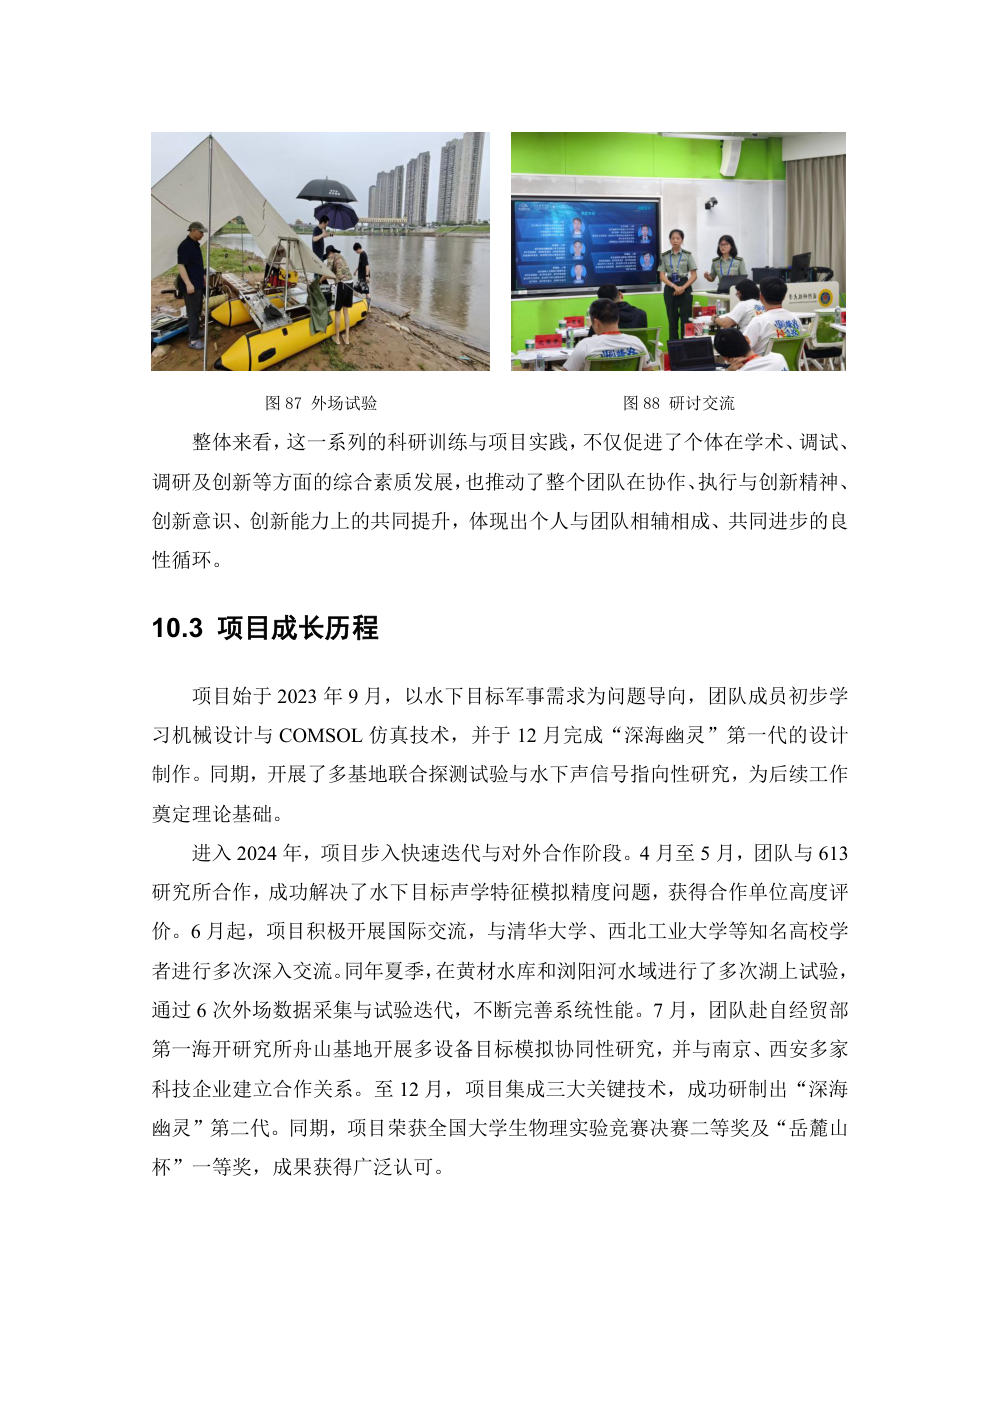 图 87 外场试验
图 88 研讨交流
整体来看，这一系列的科研训练与项目实践，不仅促进了个体在学术、调试、
调研及创新等方面的综合素质发展，也推动了整个团队在协作、执行与创新精神、
创新意识、创新能力上的共同提升，体现出个人与团队相辅相成、共同进步的良
性循环。
10.3 项目成长历程
项目始于 2023 年 9 月，以水下目标军事需求为问题导向，团队成员初步学
习机械设计与 COMSOL 仿真技术，并于 12 月完成“深海幽灵”第一代的设计
制作。同期，开展了多基地联合探测试验与水下声信号指向性研究，为后续工作
奠定理论基础。
进入 2024 年，项目步入快速迭代与对外合作阶段。4 月至 5 月，团队与 613
研究所合作，成功解决了水下目标声学特征模拟精度问题，获得合作单位高度评
价。6 月起，项目积极开展国际交流，与清华大学、西北工业大学等知名高校学
者进行多次深入交流。同年夏季，在黄材水库和浏阳河水域进行了多次湖上试验，
通过 6 次外场数据采集与试验迭代，不断完善系统性能。7 月，团队赴自经贸部
第一海开研究所舟山基地开展多设备目标模拟协同性研究，并与南京、西安多家
科技企业建立合作关系。至 12 月，项目集成三大关键技术，成功研制出“深海
幽灵”第二代。同期，项目荣获全国大学生物理实验竞赛决赛二等奖及“岳麓山
杯”一等奖，成果获得广泛认可。